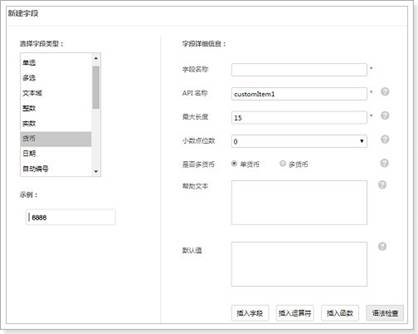 新建字段
选择字段类型：
单选
多选
文本域
整数
实数
货币
日期
自动编号
示例：
8888
字段详细信息：
字段名称 *
API 名称 customItem1 * ?
最大长度 15 * ?
小数点位数 0 ?
是否多货币 单货币 多货币 ?
帮助文本 ?
默认值 ?
插入字段 插入运算符 插入函数 语法检查